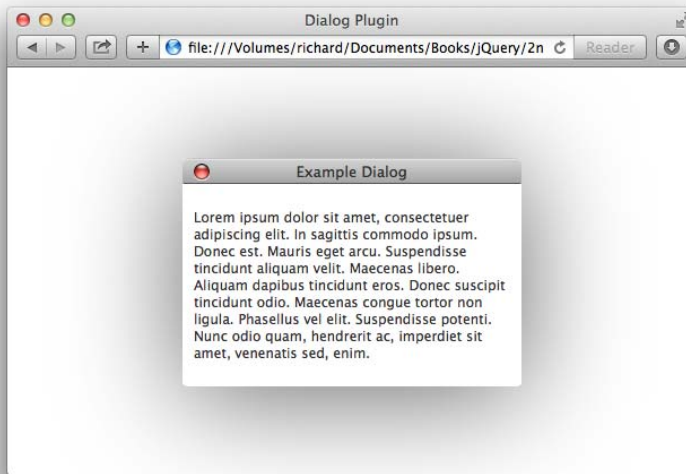 Dialog Plugin
file:///Volumes/richard/Documents/Books/jQuery/2n
Reader
Example Dialog
Lorem ipsum dolor sit amet, consectetuer
adipiscing elit. In sagittis commodo ipsum.
Donec est. Mauris eget arcu. Suspendisse
tincidunt aliquam velit. Maecenas libero.
Aliquam dapibus tincidunt eros. Donec suscipit
tincidunt odio. Maecenas congue tortor non
ligula. Phasellus vel elit. Suspendisse potenti.
Nunc odio quam, hendrerit ac, imperdiet sit
amet, venenatis sed, enim.